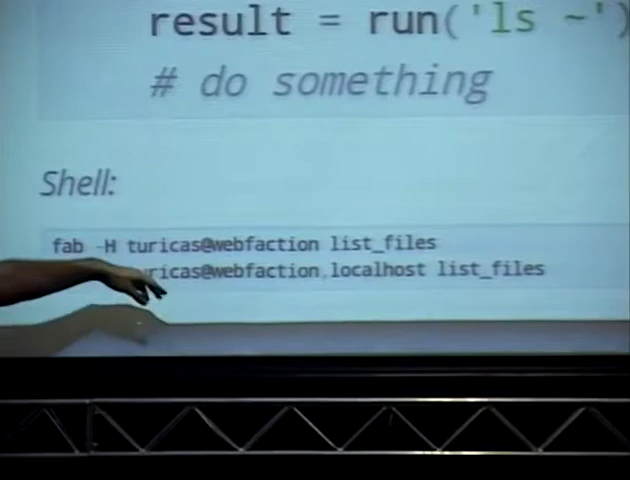 result = run('ls ~')
# do something
Shell:
fab -H turicas@webfaction list_files
ricas@webfaction,localhost list_files